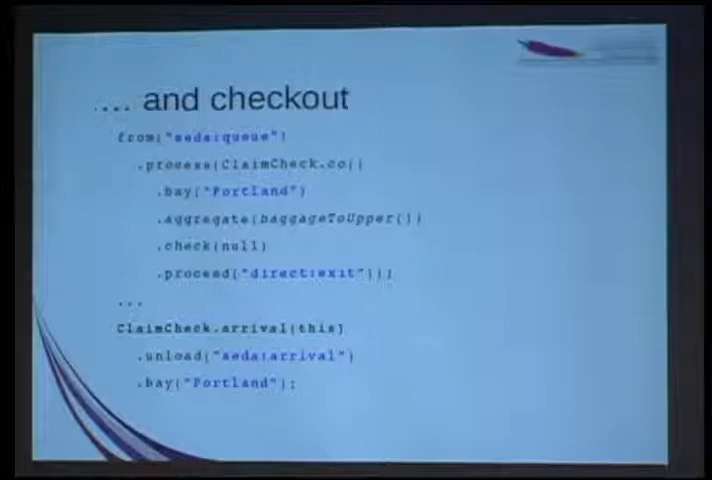 ... and checkout
from("seda:queue")
.process(ClaimCheck.co()
.bay("Portland")
.aggregate(baggageToUpper())
.check(null)
.proceed("direct:exit"));
...
ClaimCheck.arrival(this)
.unload("seda:arrival")
.bay("Portland");